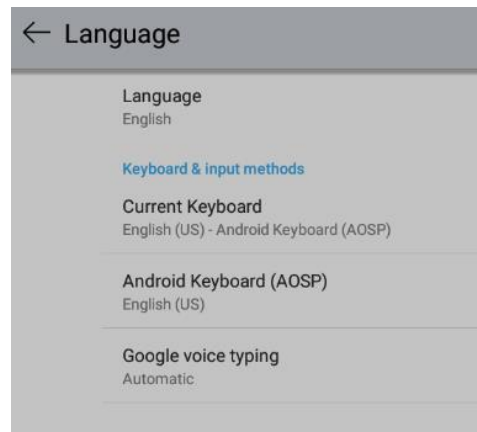 Language
Language
English
Keyboard & input methods
Current Keyboard
English (US) - Android Keyboard (AOSP)
Android Keyboard (AOSP)
English (US)
Google voice typing
Automatic